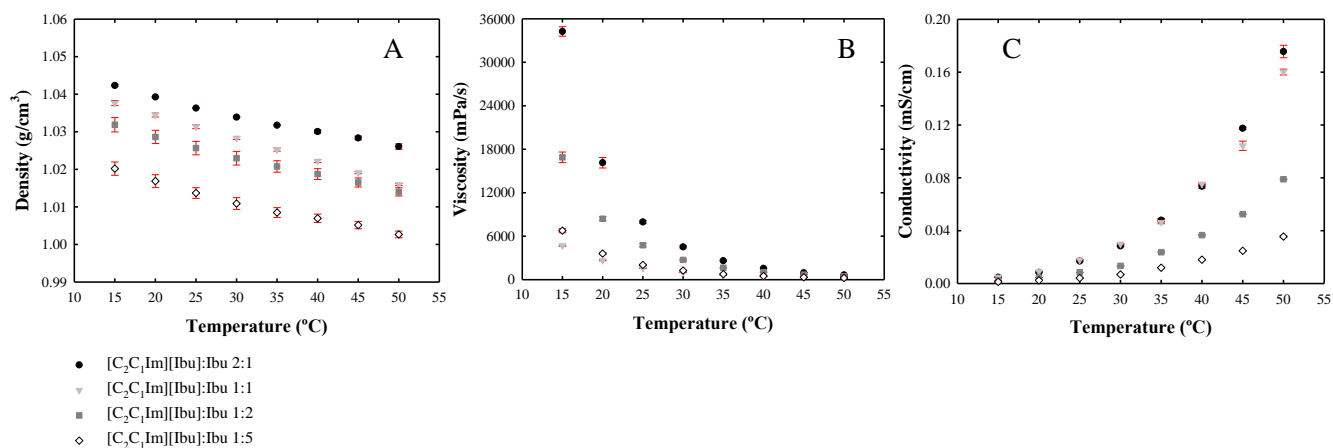 A
1.06
1.05
1.04
1.03
1.02
1.01
1.00
0.99
Density (g/cm³)
10 15 20 25 30 35 40 45 50 55
Temperature (ºC)
B
36000
30000
24000
18000
12000
6000
0
Viscosity (mPa/s)
10 15 20 25 30 35 40 45 50 55
Temperature (ºC)
C
0.20
0.16
0.12
0.08
0.04
0.00
Conductivity (mS/cm)
10 15 20 25 30 35 40 45 50 55
Temperature (ºC)
[C₂C₁Im][Ibu]:Ibu 2:1
[C₂C₁Im][Ibu]:Ibu 1:1
[C₂C₁Im][Ibu]:Ibu 1:2
[C₂C₁Im][Ibu]:Ibu 1:5